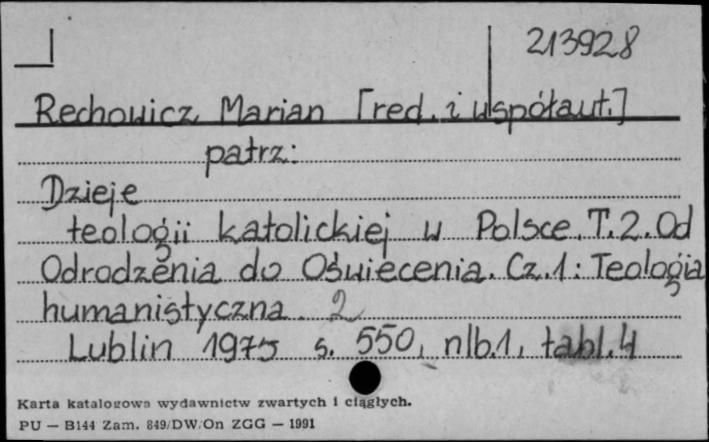 213928
Rechowicz, Marian [red. i współaut.]
patrz:
Dzieje
teologii katolickiej w Polsce. T.2. Od
Odrodzenia do Oświecenia. Cz.1: Teologia
humanistyczna. 2
Lublin 1975 s. 550, nlb.1, tabl.4
Karta katalogowa wydawnictw zwartych i ciągłych.
PU — B144 Zam. 849/DW/On ZGG — 1991